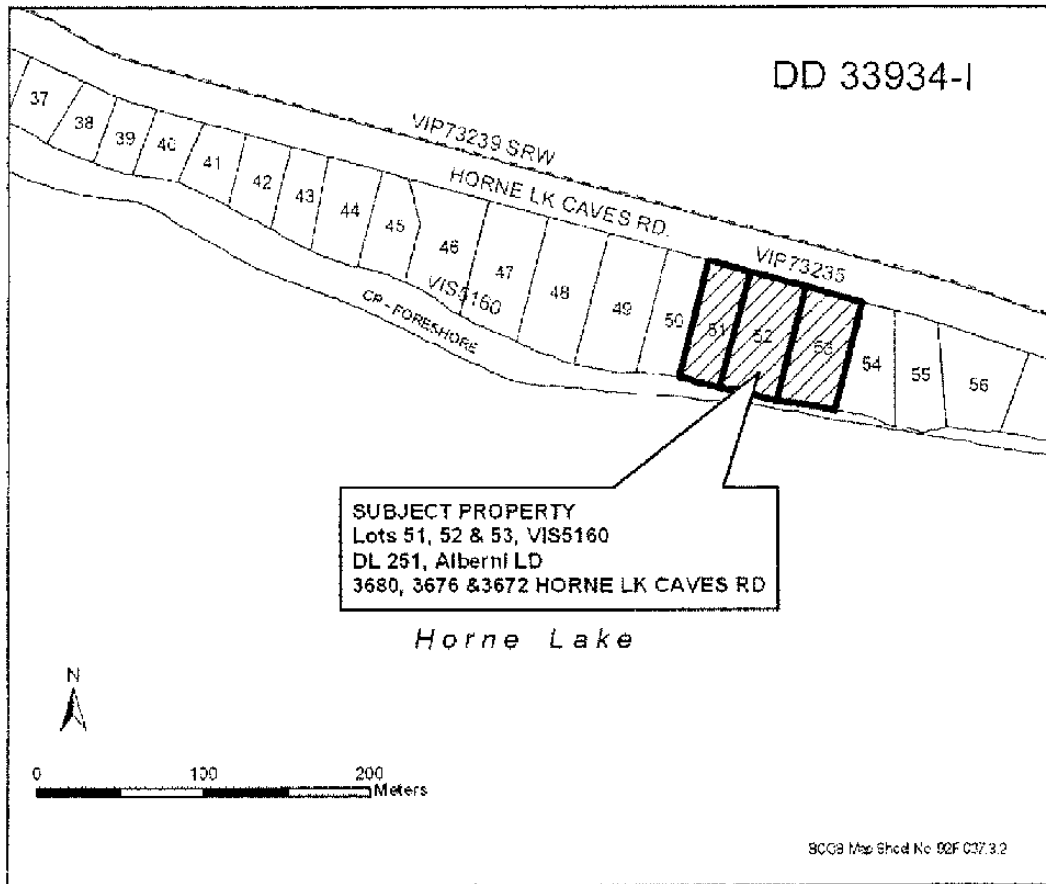 DD 33934-I
VIP73239 SRW
HORNE LK CAVES RD.
VIP73235
37
38
39
40
41
42
43
44
45
46
47
48
49
50
51
52
53
54
55
56
VIS5160
CP - FORESHORE
SUBJECT PROPERTY
Lots 51, 52 & 53, VIS5160
DL 251, Alberni LD
3680, 3676 &3672 HORNE LK CAVES RD
Horne Lake
N
0 100 200
Meters
BCGS Map Sheet No 92F 037.3.2